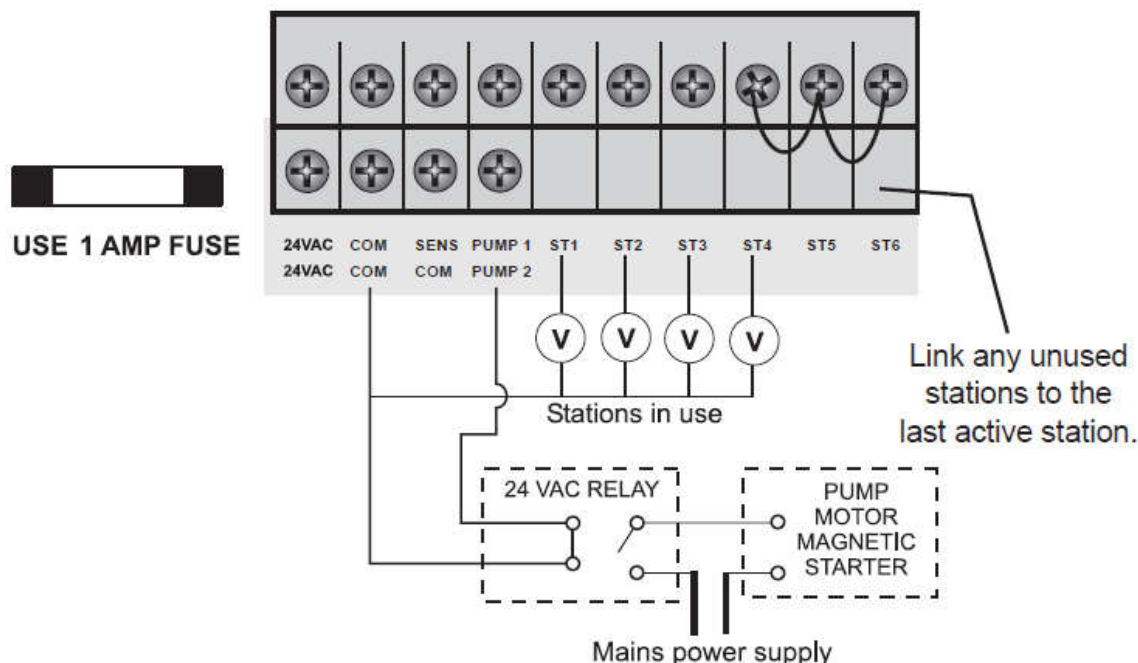 USE 1 AMP FUSE
24VAC COM SENS PUMP 1 ST1 ST2 ST3 ST4 ST5 ST6
24VAC COM COM PUMP 2
V V V V
Stations in use
Link any unused
stations to the
last active station.
24 VAC RELAY
PUMP
MOTOR
MAGNETIC
STARTER
Mains power supply